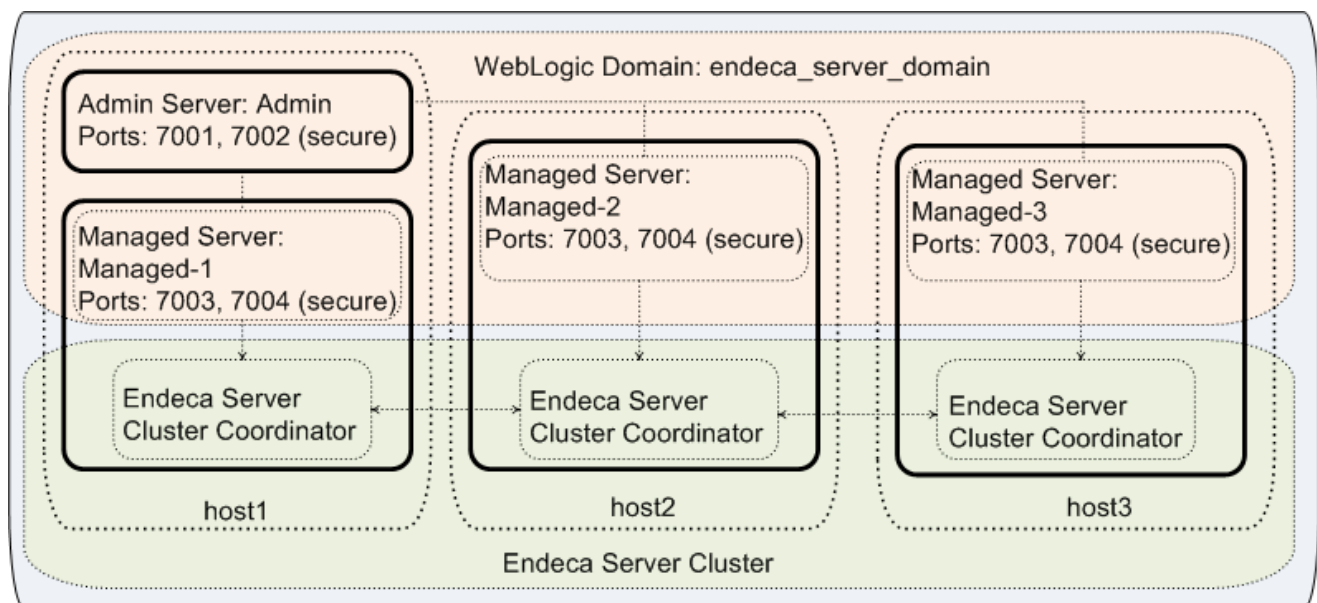 WebLogic Domain: endeca_server_domain
Admin Server: Admin
Ports: 7001, 7002 (secure)
Managed Server:
Managed-1
Ports: 7003, 7004 (secure)
Managed Server:
Managed-2
Ports: 7003, 7004 (secure)
Managed Server:
Managed-3
Ports: 7003, 7004 (secure)
Endeca Server
Cluster Coordinator
Endeca Server
Cluster Coordinator
Endeca Server
Cluster Coordinator
host1
host2
host3
Endeca Server Cluster